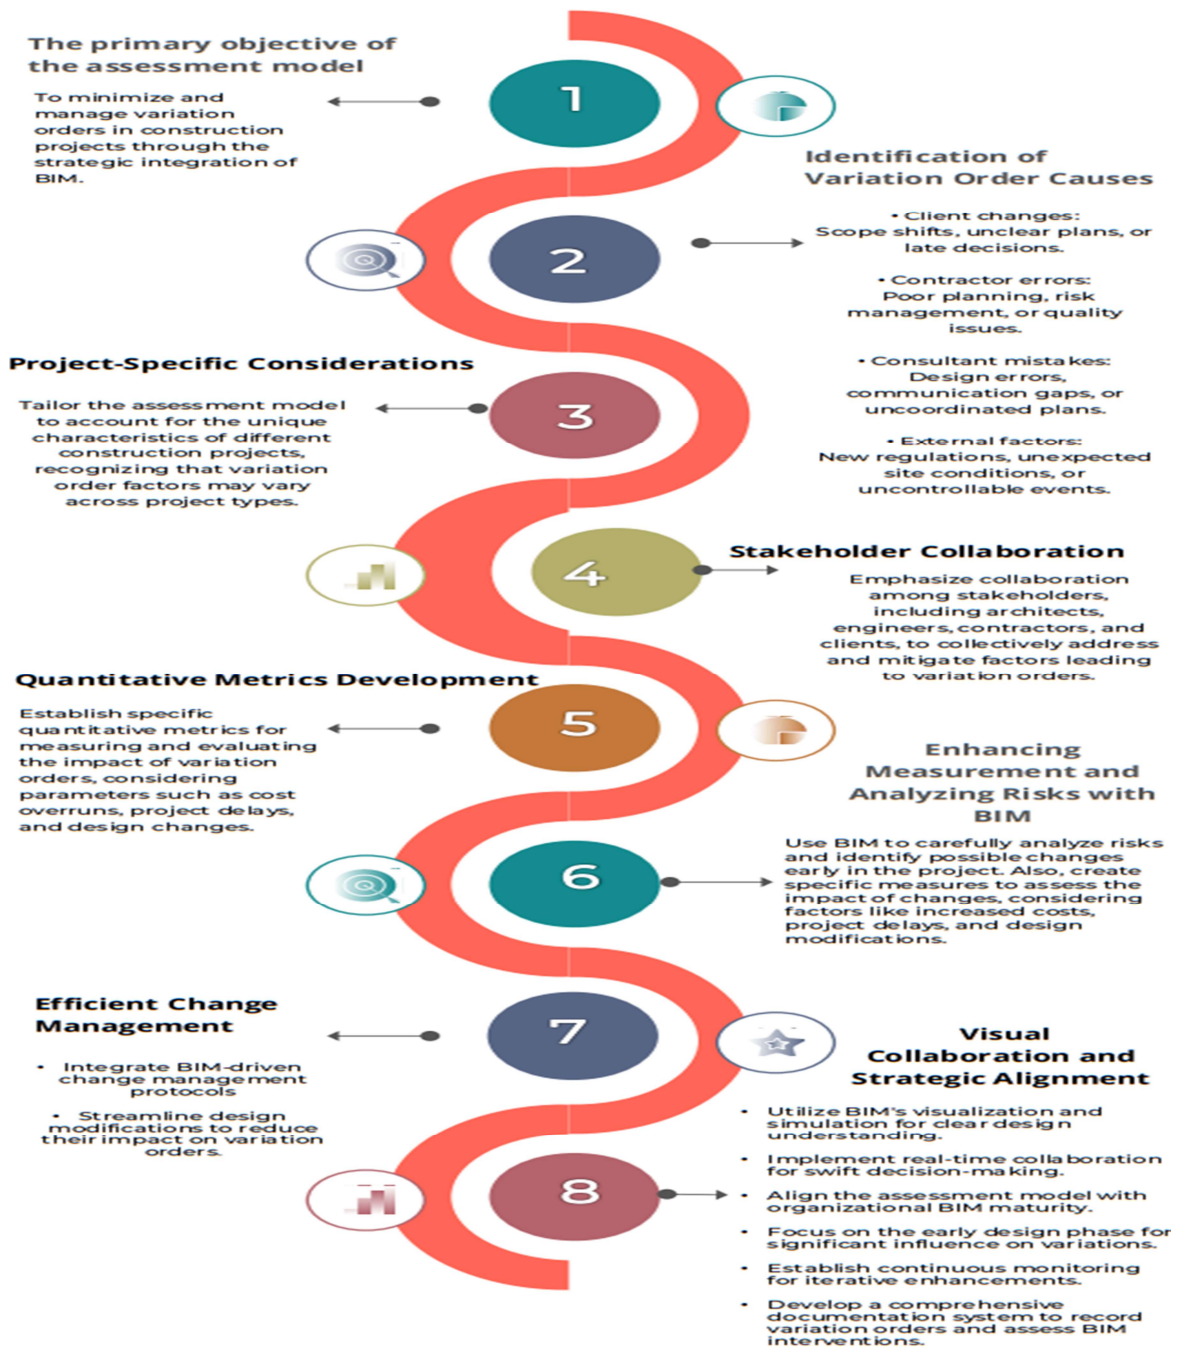 The primary objective of
the assessment model
To minimize and
manage variation
orders in construction
projects through the
strategic integration of
BIM.
1
Identification of
Variation Order Causes
• Client changes:
Scope shifts, unclear plans, or
late decisions.
• Contractor errors:
Poor planning, risk
management, or quality
issues.
• Consultant mistakes:
Design errors,
communication gaps, or
uncoordinated plans.
• External factors:
New regulations, unexpected
site conditions, or
uncontrollable events.
2
Project-Specific Considerations
Tailor the assessment model
to account for the unique
characteristics of different
construction projects,
recognizing that variation
order factors may vary
across project types.
3
4
Stakeholder Collaboration
Emphasize collaboration
among stakeholders,
including architects,
engineers, contractors, and
clients, to collectively address
and mitigate factors leading
to variation orders.
Quantitative Metrics Development
Establish specific
quantitative metrics for
measuring and evaluating
the impact of variation
orders, considering
parameters such as cost
overruns, project delays,
and design changes.
5
Enhancing
Measurement and
Analyzing Risks with
BIM
Use BIM to carefully analyze risks
and identify possible changes
early in the project. Also, create
specific measures to assess the
impact of changes, considering
factors like increased costs,
project delays, and design
modifications.
6
Efficient Change
Management
• Integrate BIM-driven
change management
protocols
• Streamline design
modifications to reduce
their impact on variation
orders.
7
Visual
Collaboration and
Strategic Alignment
• Utilize BIM's visualization and
simulation for clear design
understanding.
• Implement real-time collaboration
for swift decision-making.
• Align the assessment model with
organizational BIM maturity.
• Focus on the early design phase for
significant influence on variations.
• Establish continuous monitoring
for iterative enhancements.
• Develop a comprehensive
documentation system to record
variation orders and assess BIM
interventions.
8